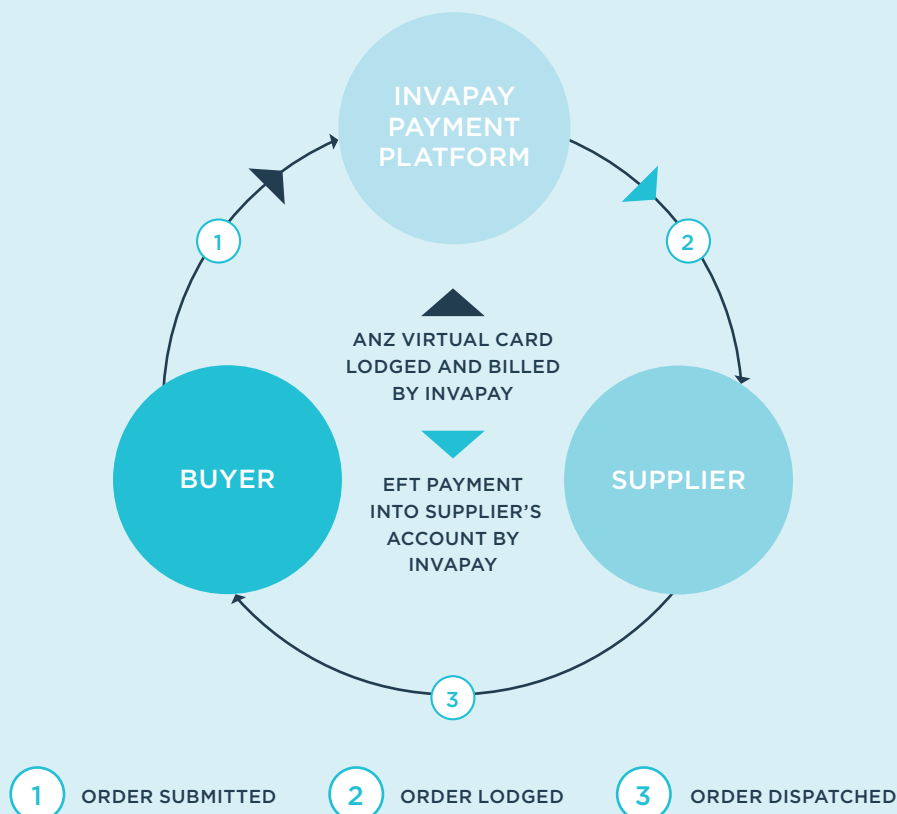 INVAPAY
PAYMENT
PLATFORM
1
2
ANZ VIRTUAL CARD
LODGED AND BILLED
BY INVAPAY
BUYER
SUPPLIER
EFT PAYMENT
INTO SUPPLIER'S
ACCOUNT BY
INVAPAY
3
1 ORDER SUBMITTED
2 ORDER LODGED
3 ORDER DISPATCHED